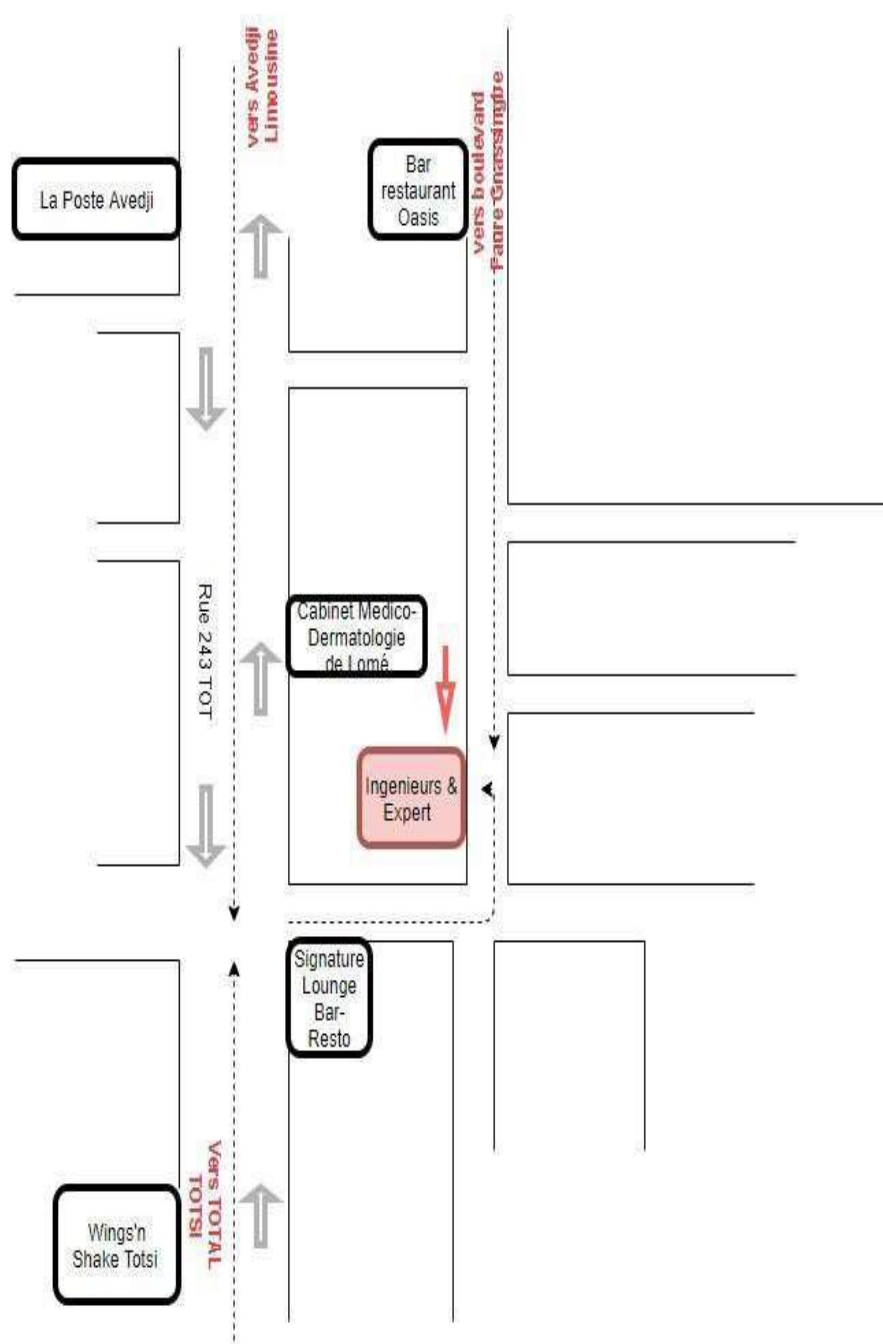 vers Avedji
Limousine
vers boulevard
Faure Gnassingbe
La Poste Avedji
Bar
restaurant
Oasis
Rue 243 TOT
Cabinet Medico-
Dermatologie
de Lomé
Ingenieurs &
Expert
Signature
Lounge
Bar-
Resto
Vers TOTAL
TOTSI
Wings'n
Shake Totsi